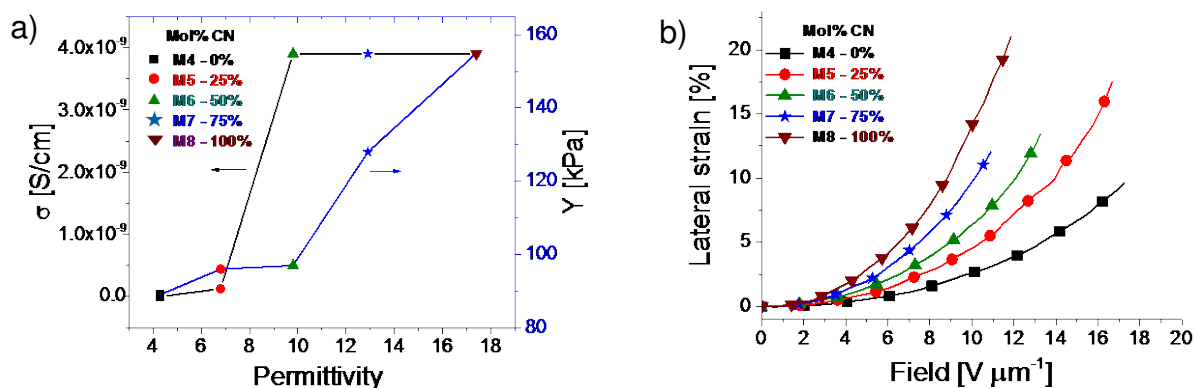 a)
Mol% CN
M4 - 0%
M5 - 25%
M6 - 50%
M7 - 75%
M8 - 100%
4.0x10⁻⁹
3.0x10⁻⁹
2.0x10⁻⁹
1.0x10⁻⁹
0.0
σ [S/cm]
160
140
120
100
80
Y [kPa]
4 6 8 10 12 14 16 18
Permittivity
b)
Mol% CN
M4 - 0%
M5 - 25%
M6 - 50%
M7 - 75%
M8 - 100%
20
15
10
5
0
Lateral strain [%]
0 2 4 6 8 10 12 14 16 18 20
Field [V μm⁻¹]